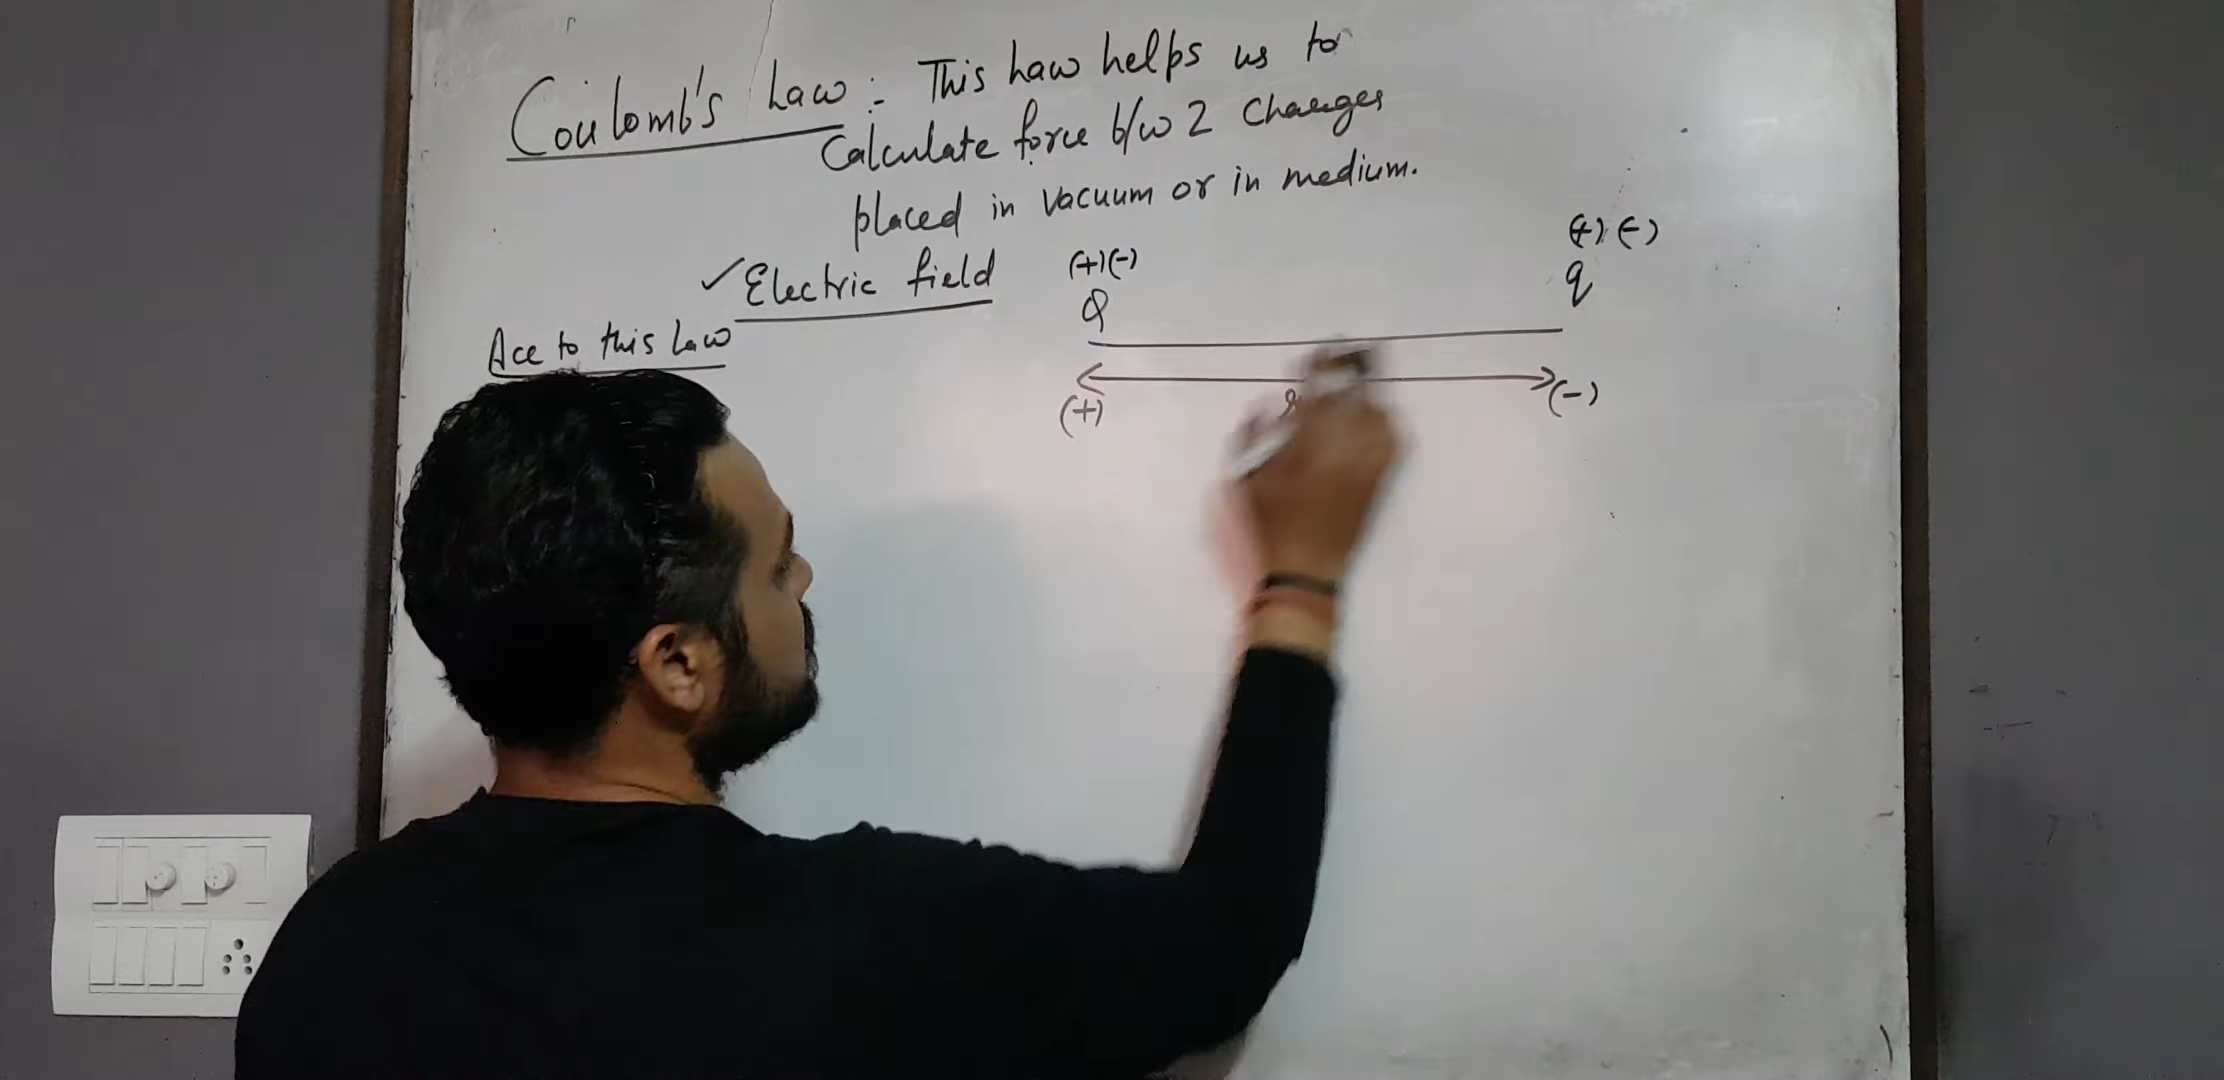 Coulomb's Law :- This Law helps us to
Calculate force b/w 2 Charges
placed in vacuum or in medium.
✓ Electric field
(+) (-)
(+) (-)
Q
q
Acc to this Law
(+)
(-)